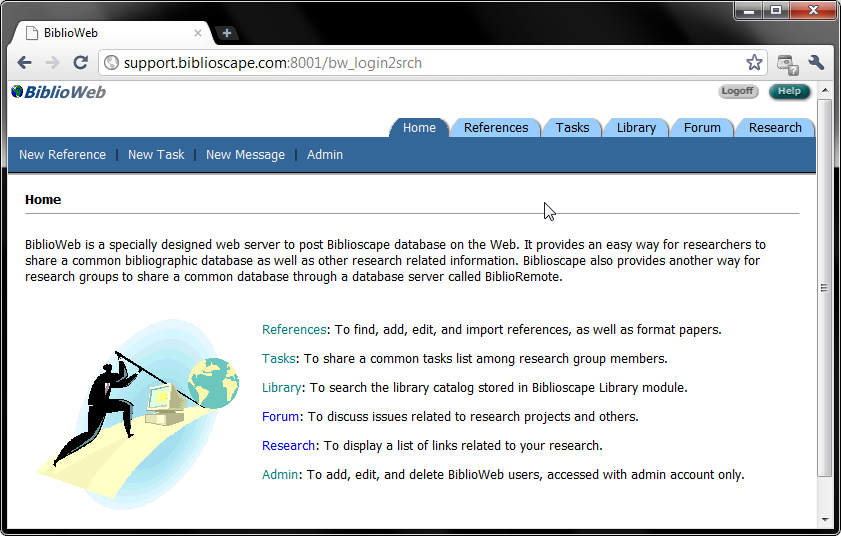 BiblioWeb
support.biblioscape.com:8001/bw_login2srch
BiblioWeb
Logoff Help
Home References Tasks Library Forum Research
New Reference | New Task | New Message | Admin
Home
BiblioWeb is a specially designed web server to post Biblioscape database on the Web. It provides an easy way for researchers to
share a common bibliographic database as well as other research related information. Biblioscape also provides another way for
research groups to share a common database through a database server called BiblioRemote.
References: To find, add, edit, and import references, as well as format papers.
Tasks: To share a common tasks list among research group members.
Library: To search the library catalog stored in Biblioscape Library module.
Forum: To discuss issues related to research projects and others.
Research: To display a list of links related to your research.
Admin: To add, edit, and delete BiblioWeb users, accessed with admin account only.